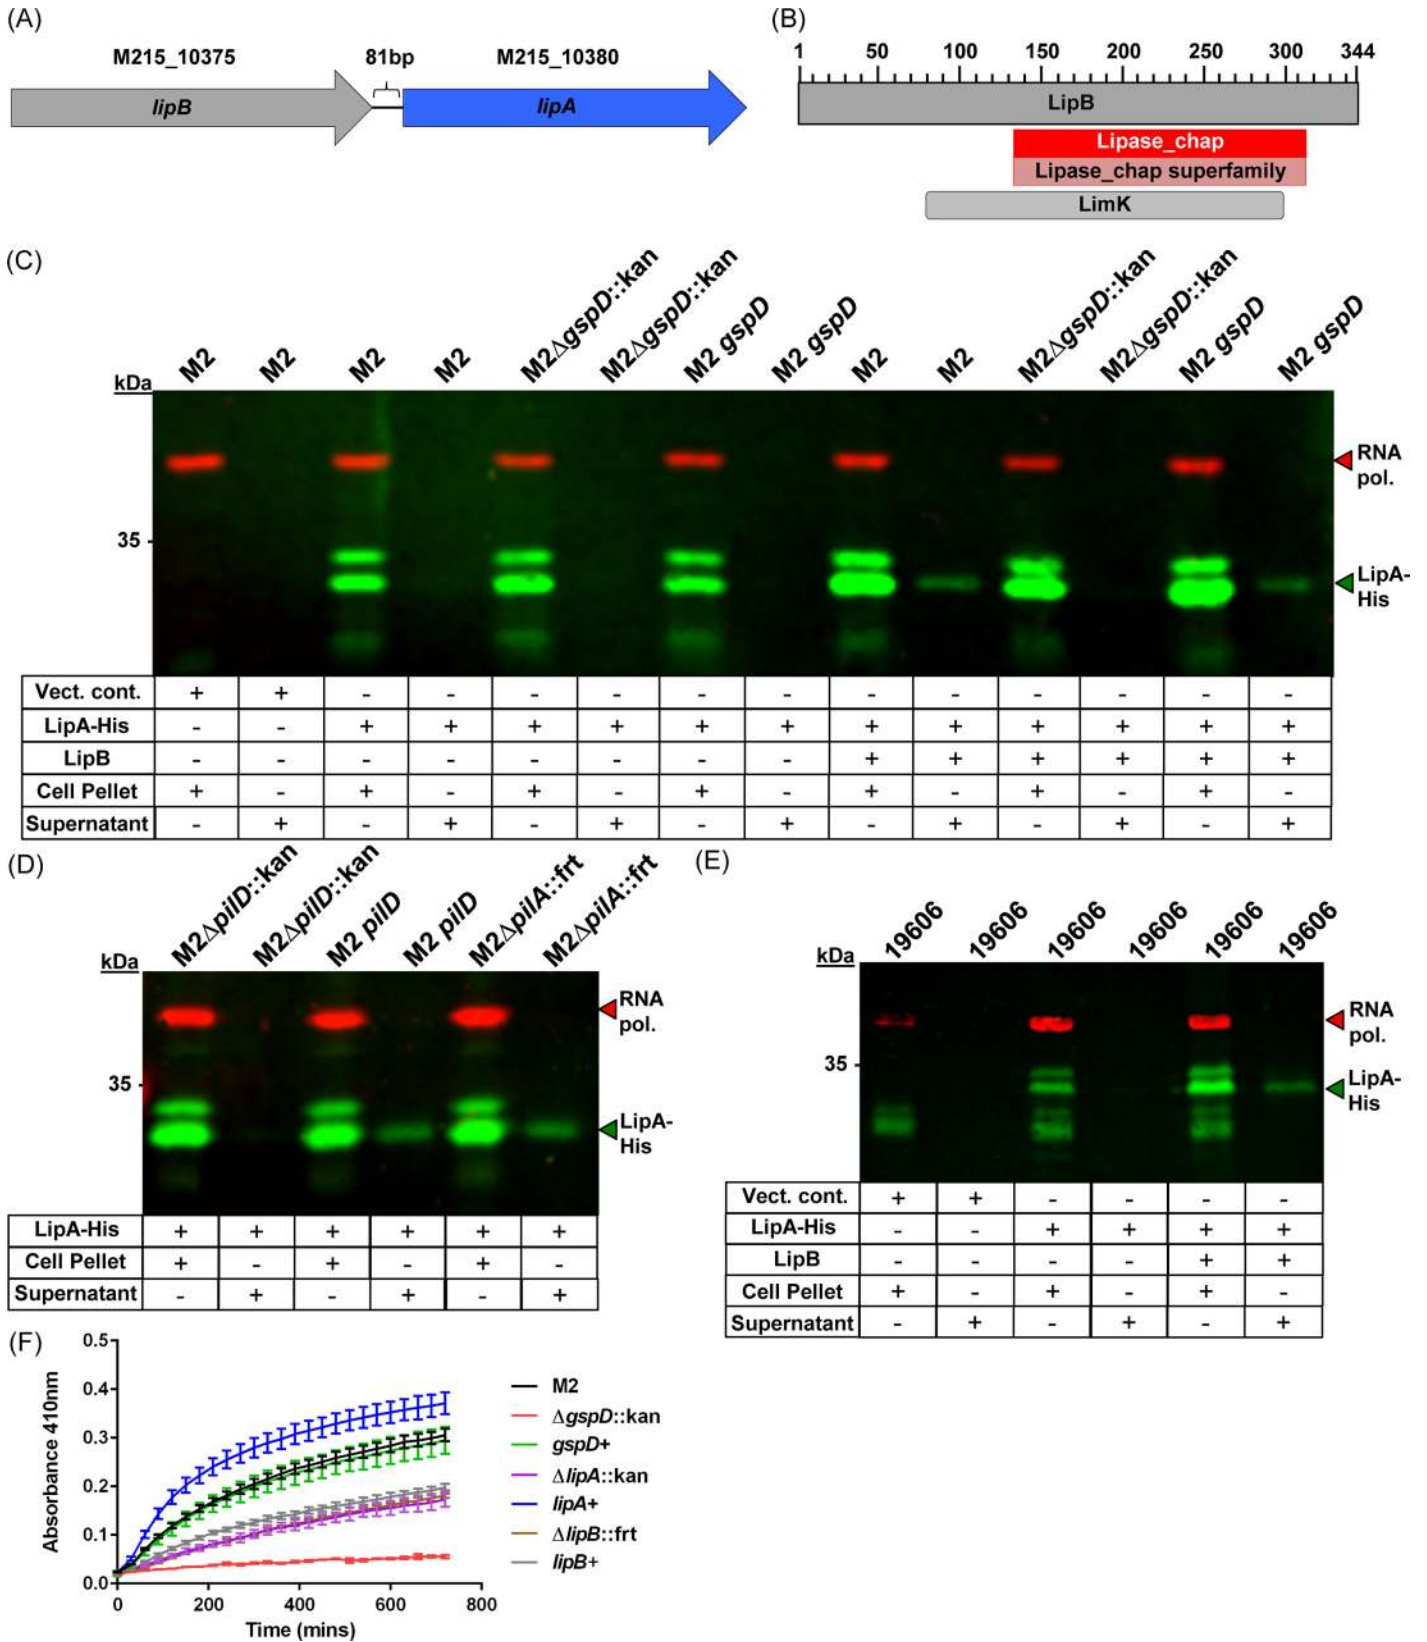 (A)
M215_10375 81bp M215_10380
lipB lipA
(B)
1 50 100 150 200 250 300 344
LipB
Lipase_chap
Lipase_chap superfamily
LimK
(C)
M2 M2 M2 M2 M2ΔgspD::kan M2ΔgspD::kan M2 gspD M2 gspD M2 M2 M2ΔgspD::kan M2ΔgspD::kan M2 gspD M2 gspD
kDa
RNA
pol.
35
LipA-
His
Vect. cont. + + - - - - - - - - - - - -
LipA-His - - + + + + + + + + + + + +
LipB - - - - - - - - + + + + + +
Cell Pellet + - + - + - + - + - + - + -
Supernatant - + - + - + - + - + - + - +
(D)
M2ΔpilD::kan M2ΔpilD::kan M2 pilD M2 pilD M2ΔpilA::frt M2ΔpilA::frt
kDa
RNA
pol.
35
LipA-
His
LipA-His + + + + + +
Cell Pellet + - + - + -
Supernatant - + - + - +
(E)
19606 19606 19606 19606 19606 19606
kDa
RNA
pol.
35
LipA-
His
Vect. cont. + + - - - -
LipA-His - - + + + +
LipB - - - - + +
Cell Pellet + - + - + -
Supernatant - + - + - +
(F)
0.5
0.4
0.3
0.2
0.1
0.0
Absorbance 410nm
0 200 400 600 800
Time (mins)
M2
ΔgspD::kan
gspD+
ΔlipA::kan
lipA+
ΔlipB::frt
lipB+